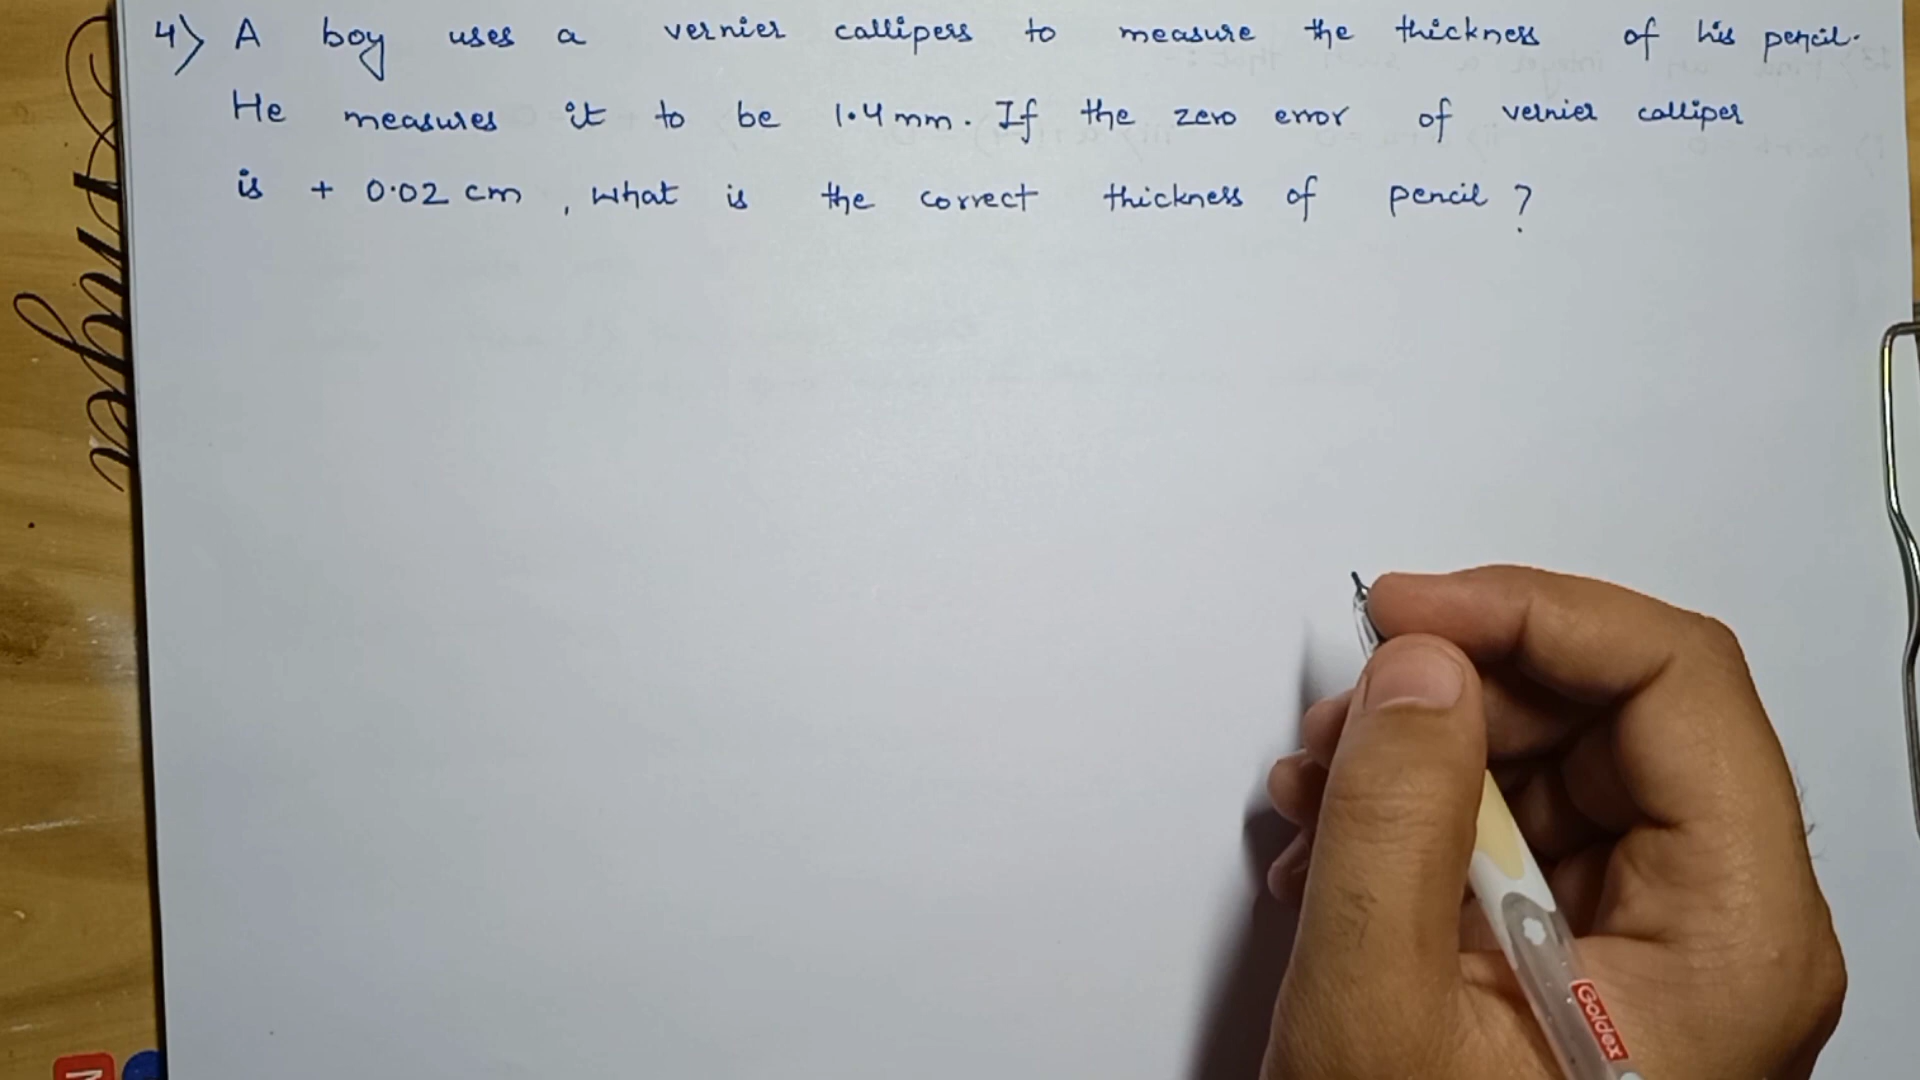 4) A boy uses a vernier callipers to measure the thickness of his pencil.
He measures it to be 1.4 mm. If the zero error of vernier calliper
is + 0.02 cm, what is the correct thickness of pencil ?
Goldex